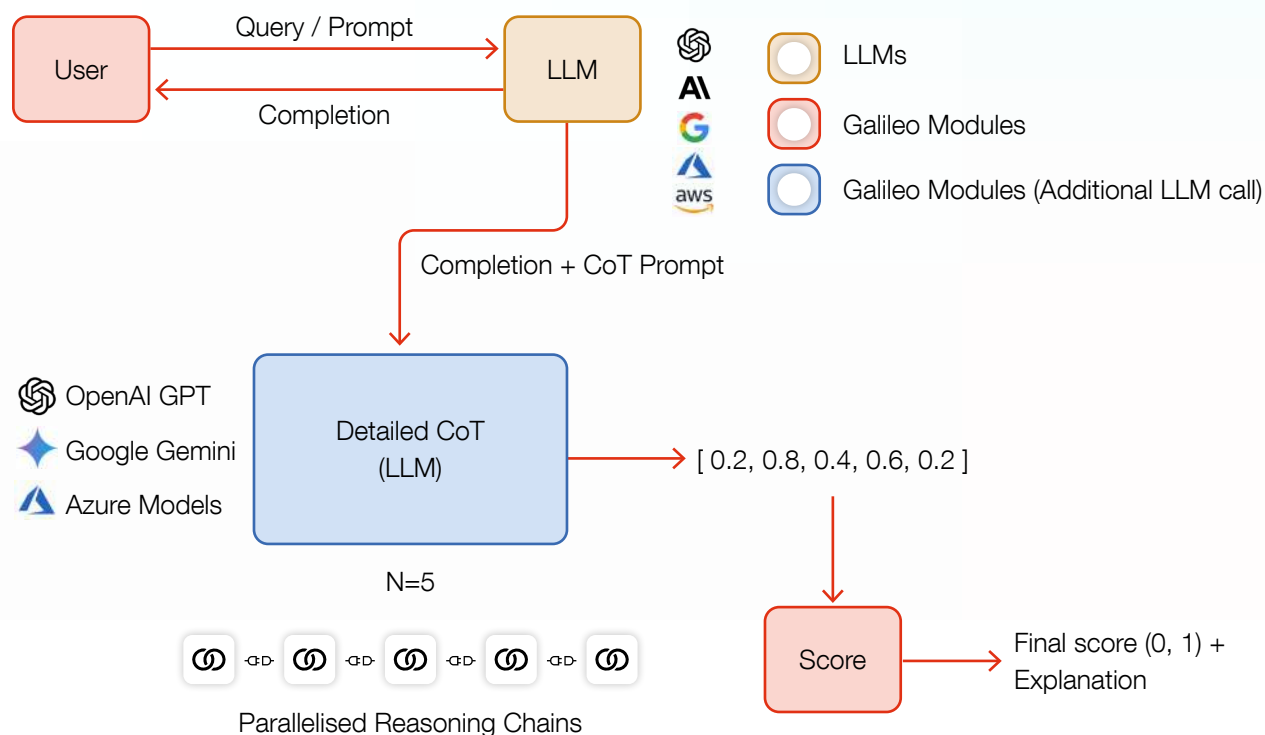 Query / Prompt
User
LLM
Completion
LLMs
A\
Galileo Modules
aws
Galileo Modules (Additional LLM call)
Completion + CoT Prompt
OpenAI GPT
Google Gemini
Azure Models
Detailed CoT
(LLM)
[ 0.2, 0.8, 0.4, 0.6, 0.2 ]
N=5
Parallelised Reasoning Chains
Score
Final score (0, 1) +
Explanation